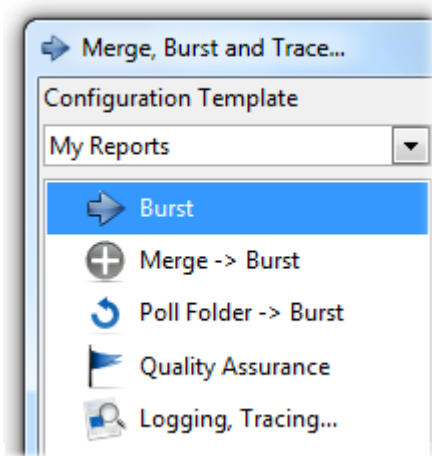 Merge, Burst and Trace...
Configuration Template
My Reports
Burst
Merge -> Burst
Poll Folder -> Burst
Quality Assurance
Logging, Tracing...